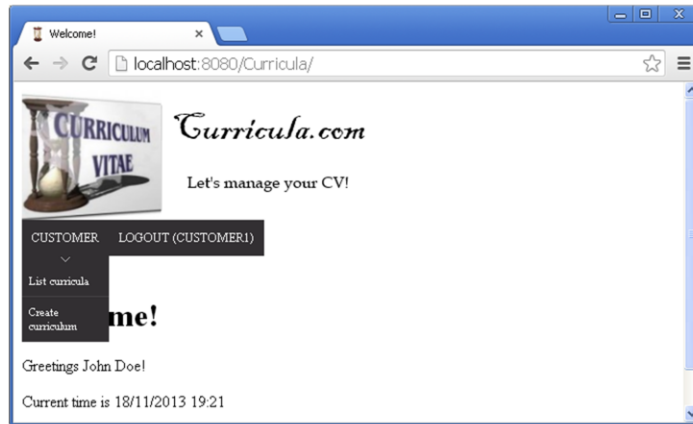 Welcome!
localhost:8080/Curricula/
CURRICULUM
VITAE
Curricula.com
Let's manage your CV!
CUSTOMER LOGOUT (CUSTOMER1)
List curricula
Create
curriculum
me!
Greetings John Doe!
Current time is 18/11/2013 19:21